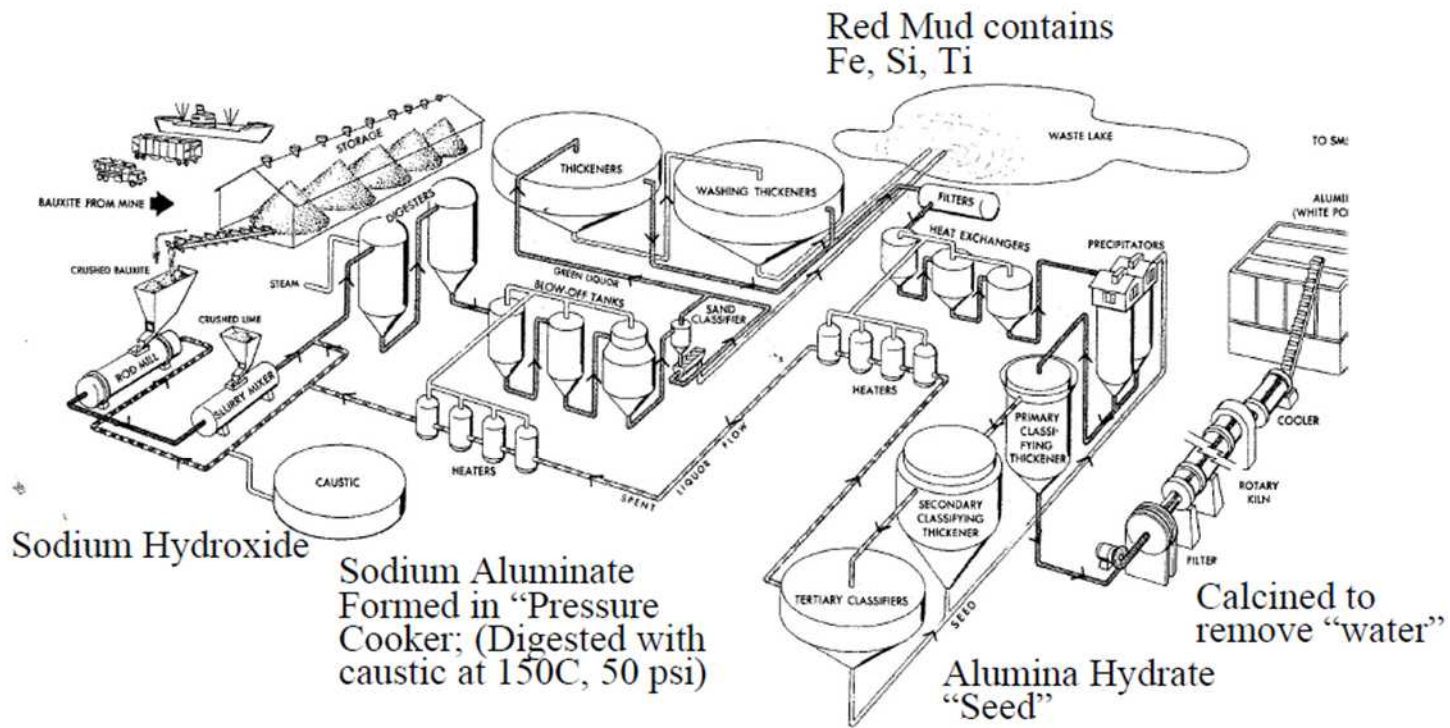 Red Mud contains
Fe, Si, Ti
WASTE LAKE
TO
STORAGE
THICKENERS
WASHING THICKENERS
BAUXITE FROM MINE
DIGESTERS
FILTERS
(WHITE
HEAT EXCHANGERS
PRECIPITATORS
CRUSHED BAUXITE
STEAM
GREEN LIQUOR
BLOW-OFF TANKS
SAND
CLASSIFIER
CRUSHED LIME
ROD MILL
SLURRY MIXER
HEATERS
COOLER
PRIMARY
CLASSI-
FYING
THICKENER
HEATERS
SPENT LIQUOR FLOW
CAUSTIC
ROTARY
KILN
SECONDARY
CLASSIFYING
THICKENER
FILTER
Sodium Hydroxide
Sodium Aluminate
Formed in “Pressure
Cooker; (Digested with
caustic at 150C, 50 psi)
TERTIARY CLASSIFIERS
SEED
Calcined to
remove “water”
Alumina Hydrate
“Seed”